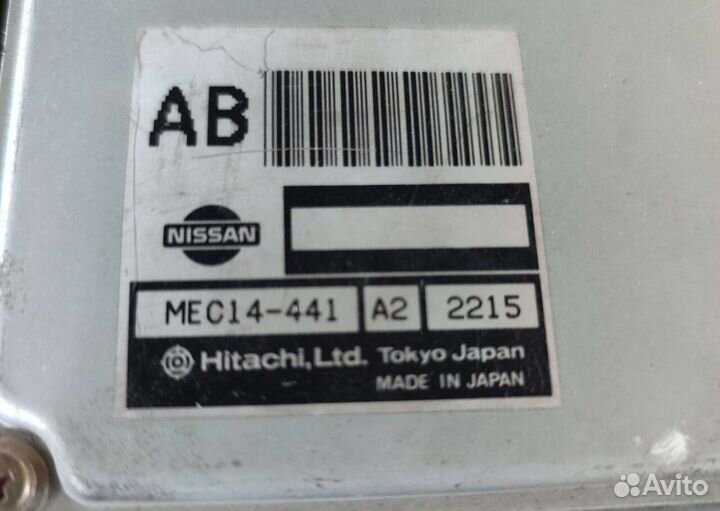 AB
NISSAN
MEC14-441 A2 2215
Hitachi, Ltd. Tokyo Japan
MADE IN JAPAN
Avito